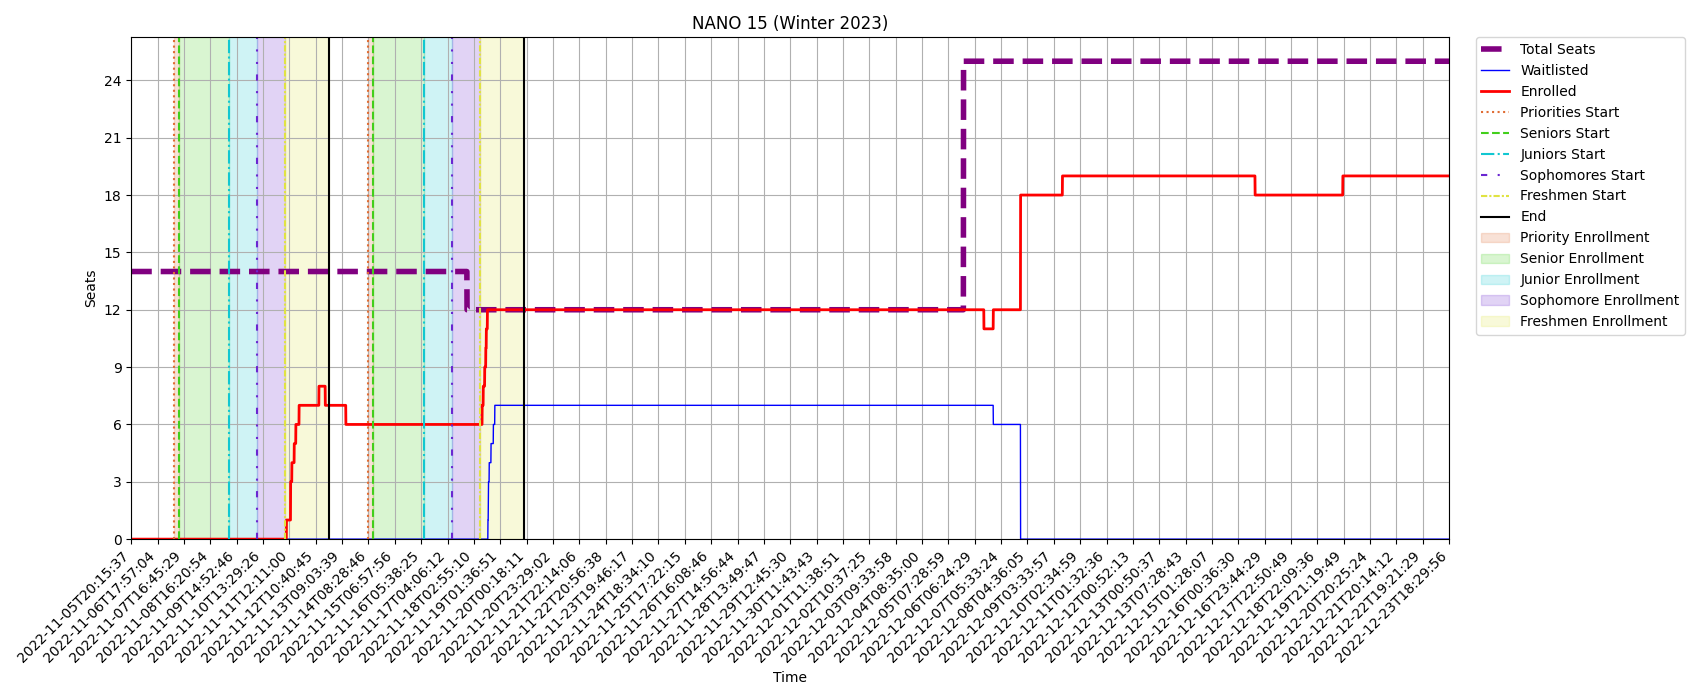 NANO 15 (Winter 2023)
Seats
24
21
18
15
12
9
6
3
0
2022-11-05T20:15:37
2022-11-06T17:57:04
2022-11-07T16:45:29
2022-11-08T16:20:54
2022-11-09T14:52:46
2022-11-10T13:29:26
2022-11-11T12:11:00
2022-11-12T10:40:45
2022-11-13T09:03:39
2022-11-14T08:28:46
2022-11-15T06:57:56
2022-11-16T05:38:25
2022-11-17T04:06:12
2022-11-18T02:55:10
2022-11-19T01:36:51
2022-11-20T00:18:11
2022-11-20T23:29:02
2022-11-21T22:14:06
2022-11-22T20:56:38
2022-11-23T19:46:17
2022-11-24T18:34:10
2022-11-25T17:22:15
2022-11-26T16:08:46
2022-11-27T14:56:44
2022-11-28T13:49:47
2022-11-29T12:45:30
2022-11-30T11:43:43
2022-12-01T11:38:51
2022-12-02T10:37:25
2022-12-03T09:33:58
2022-12-04T08:35:00
2022-12-05T07:28:59
2022-12-06T06:24:29
2022-12-07T05:33:24
2022-12-08T04:36:05
2022-12-09T03:33:57
2022-12-10T02:34:59
2022-12-11T01:32:36
2022-12-12T00:52:13
2022-12-13T00:50:37
2022-12-13T07:28:43
2022-12-15T01:28:07
2022-12-16T00:36:30
2022-12-16T23:44:29
2022-12-17T22:50:49
2022-12-18T22:09:36
2022-12-19T21:19:49
2022-12-20T20:25:24
2022-12-21T20:14:12
2022-12-22T19:21:29
2022-12-23T18:29:56
Time
Total Seats
Waitlisted
Enrolled
Priorities Start
Seniors Start
Juniors Start
Sophomores Start
Freshmen Start
End
Priority Enrollment
Senior Enrollment
Junior Enrollment
Sophomore Enrollment
Freshmen Enrollment